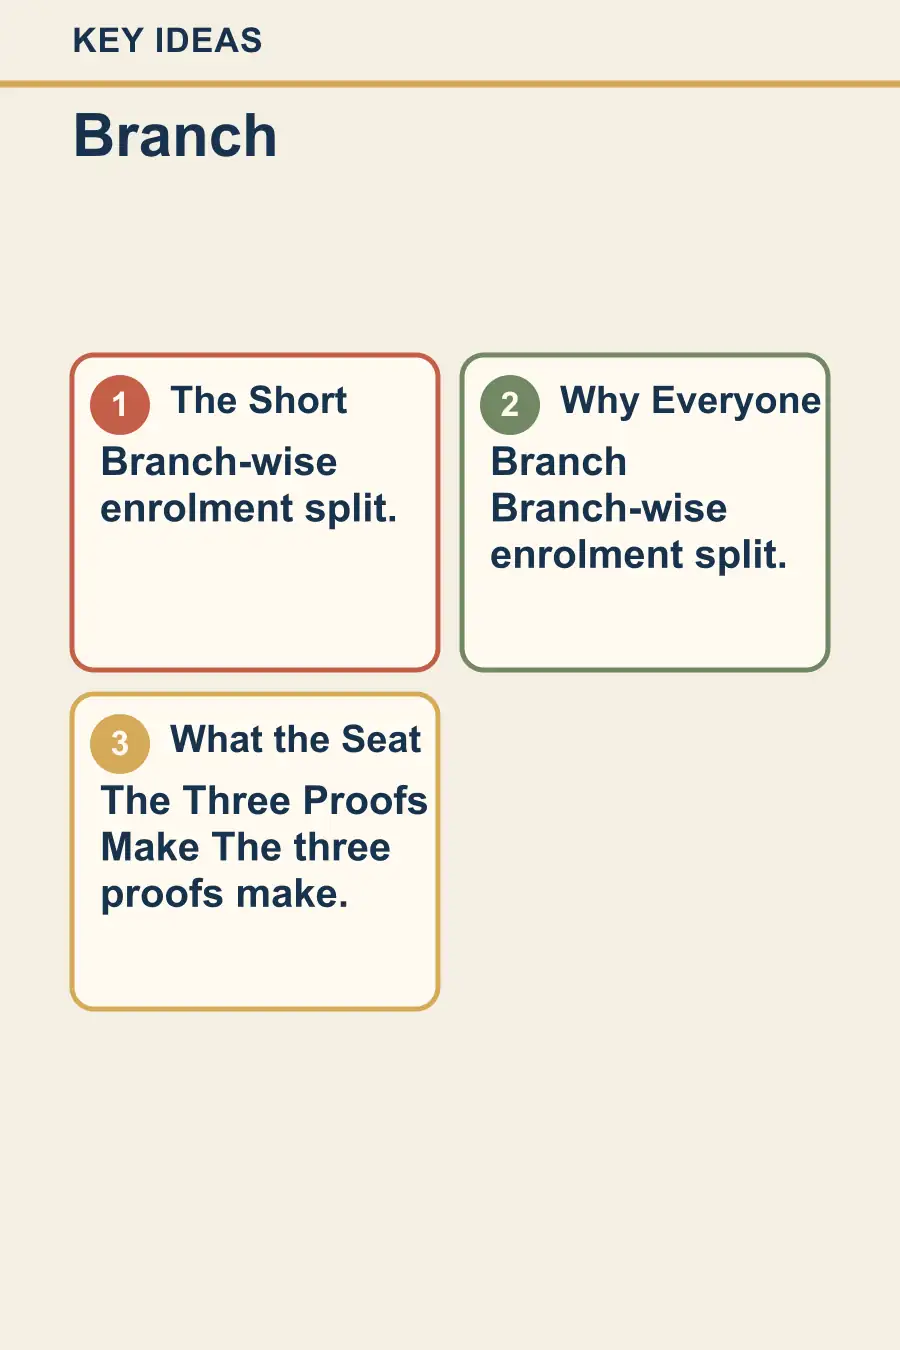 KEY IDEAS
Branch
1 The Short
Branch-wise
enrolment split.
2 Why Everyone
Branch
Branch-wise
enrolment split.
3 What the Seat
The Three Proofs
Make The three
proofs make.